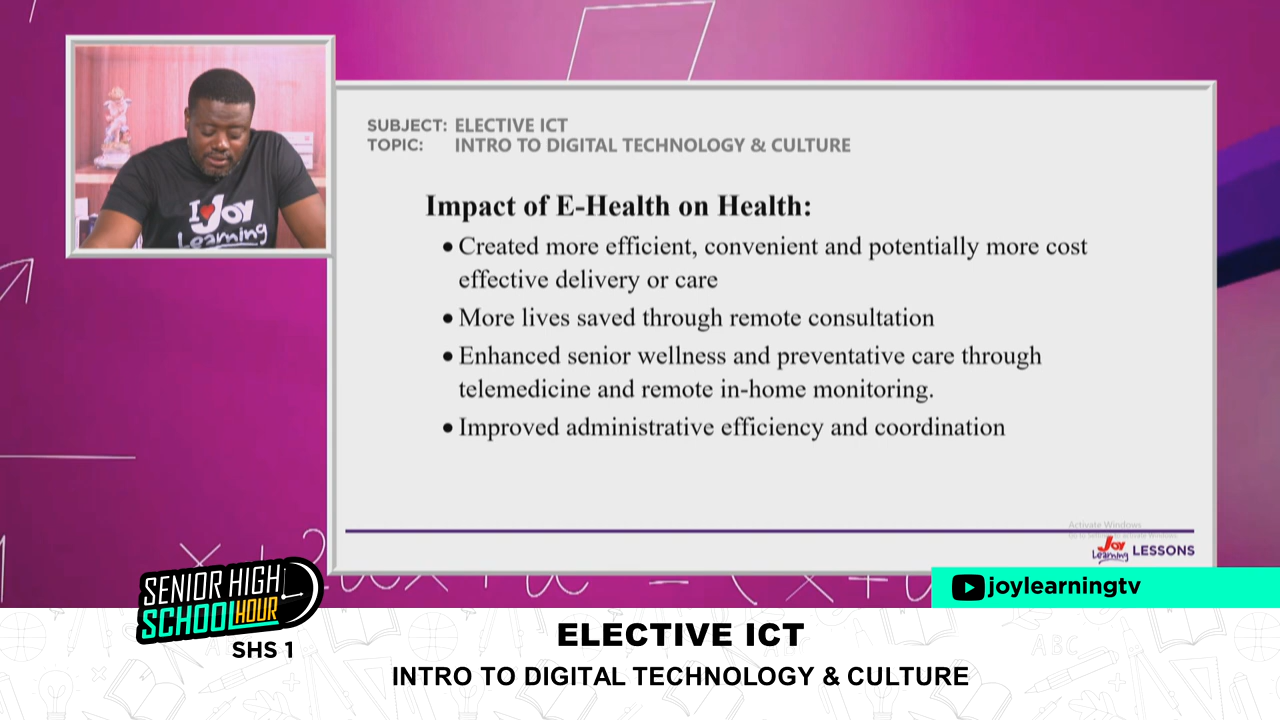 I ♥ JOY
Learning
SUBJECT: ELECTIVE ICT
TOPIC: INTRO TO DIGITAL TECHNOLOGY & CULTURE
Impact of E-Health on Health:
• Created more efficient, convenient and potentially more cost
effective delivery or care
• More lives saved through remote consultation
• Enhanced senior wellness and preventative care through
telemedicine and remote in-home monitoring.
• Improved administrative efficiency and coordination
Activate Windows
JOY
Learning
LESSONS
joylearningtv
SENIOR HIGH
SCHOOL HOUR
SHS 1
ELECTIVE ICT
INTRO TO DIGITAL TECHNOLOGY & CULTURE
ABC